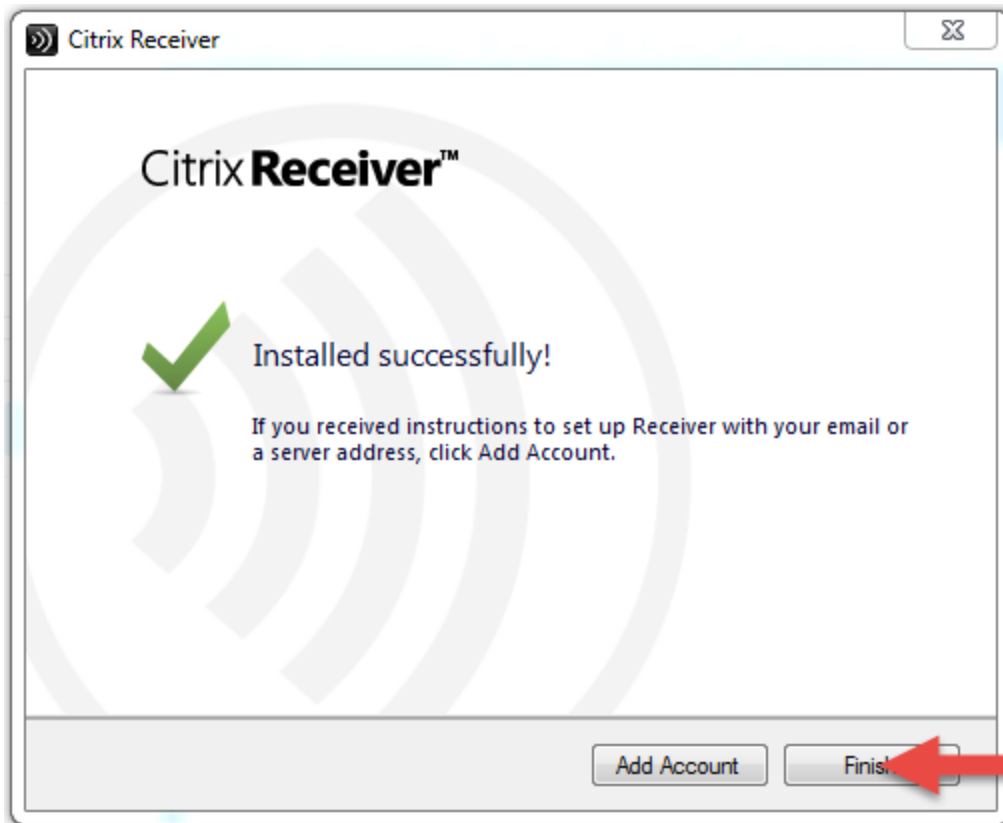 Citrix Receiver
Citrix Receiver™
Installed successfully!
If you received instructions to set up Receiver with your email or
a server address, click Add Account.
Add Account